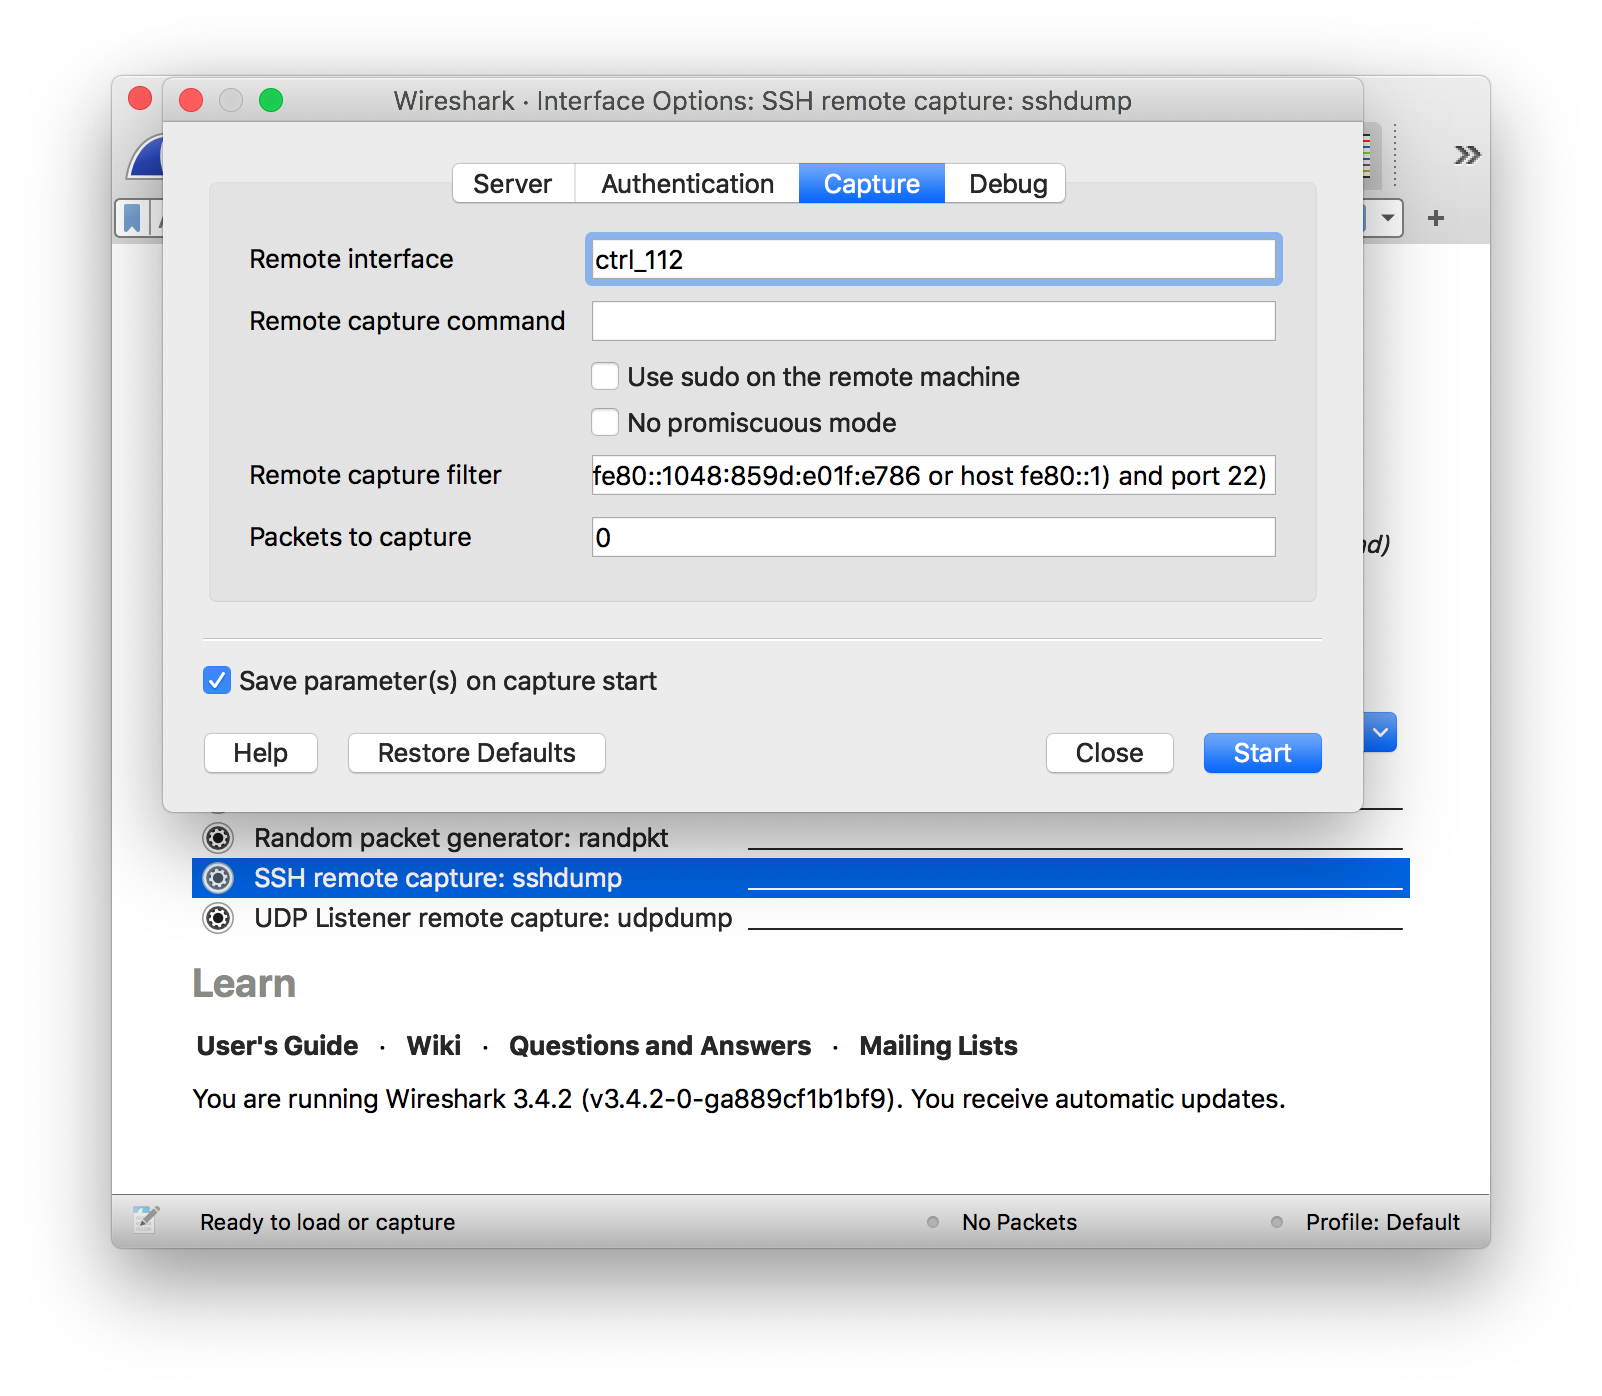 Wireshark · Interface Options: SSH remote capture: sshdump
Server Authentication Capture Debug
Remote interface ctrl_112
Remote capture command
Use sudo on the remote machine
No promiscuous mode
Remote capture filter fe80::1048:859d:e01f:e786 or host fe80::1) and port 22)
Packets to capture 0
Save parameter(s) on capture start
Help Restore Defaults Close Start
Random packet generator: randpkt
SSH remote capture: sshdump
UDP Listener remote capture: udpdump
Learn
User's Guide · Wiki · Questions and Answers · Mailing Lists
You are running Wireshark 3.4.2 (v3.4.2-0-ga889cf1b1bf9). You receive automatic updates.
Ready to load or capture No Packets Profile: Default